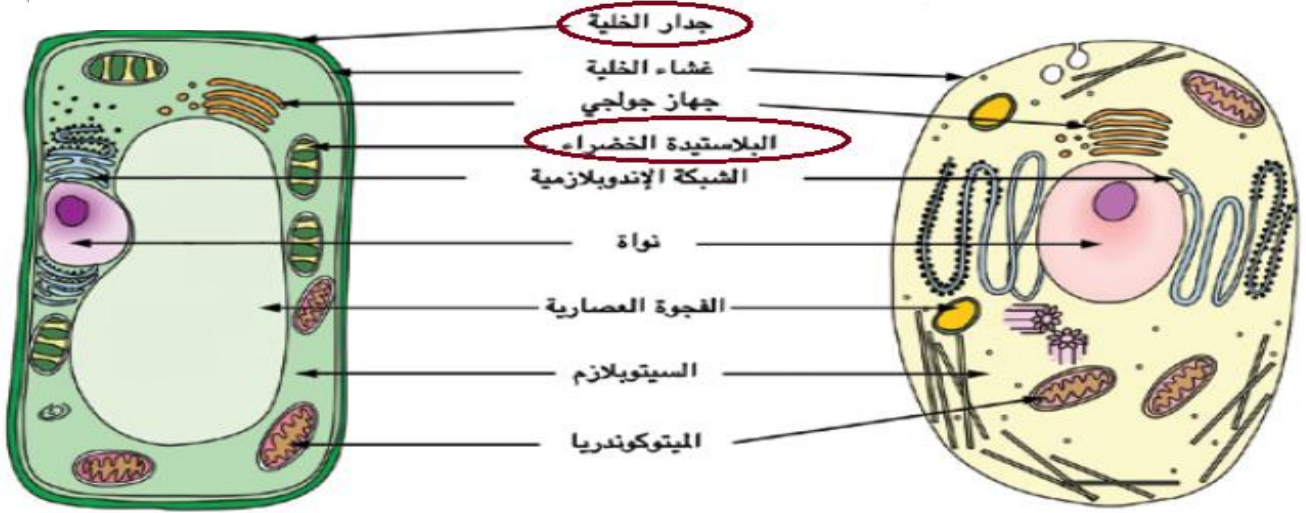 جدار الخلية
غشاء الخلية
جهاز جولجي
البلاستيدة الخضراء
الشبكة الإندوبلازمية
نواة
الفجوة العصارية
السيتوبلازم
الميتوكوندريا